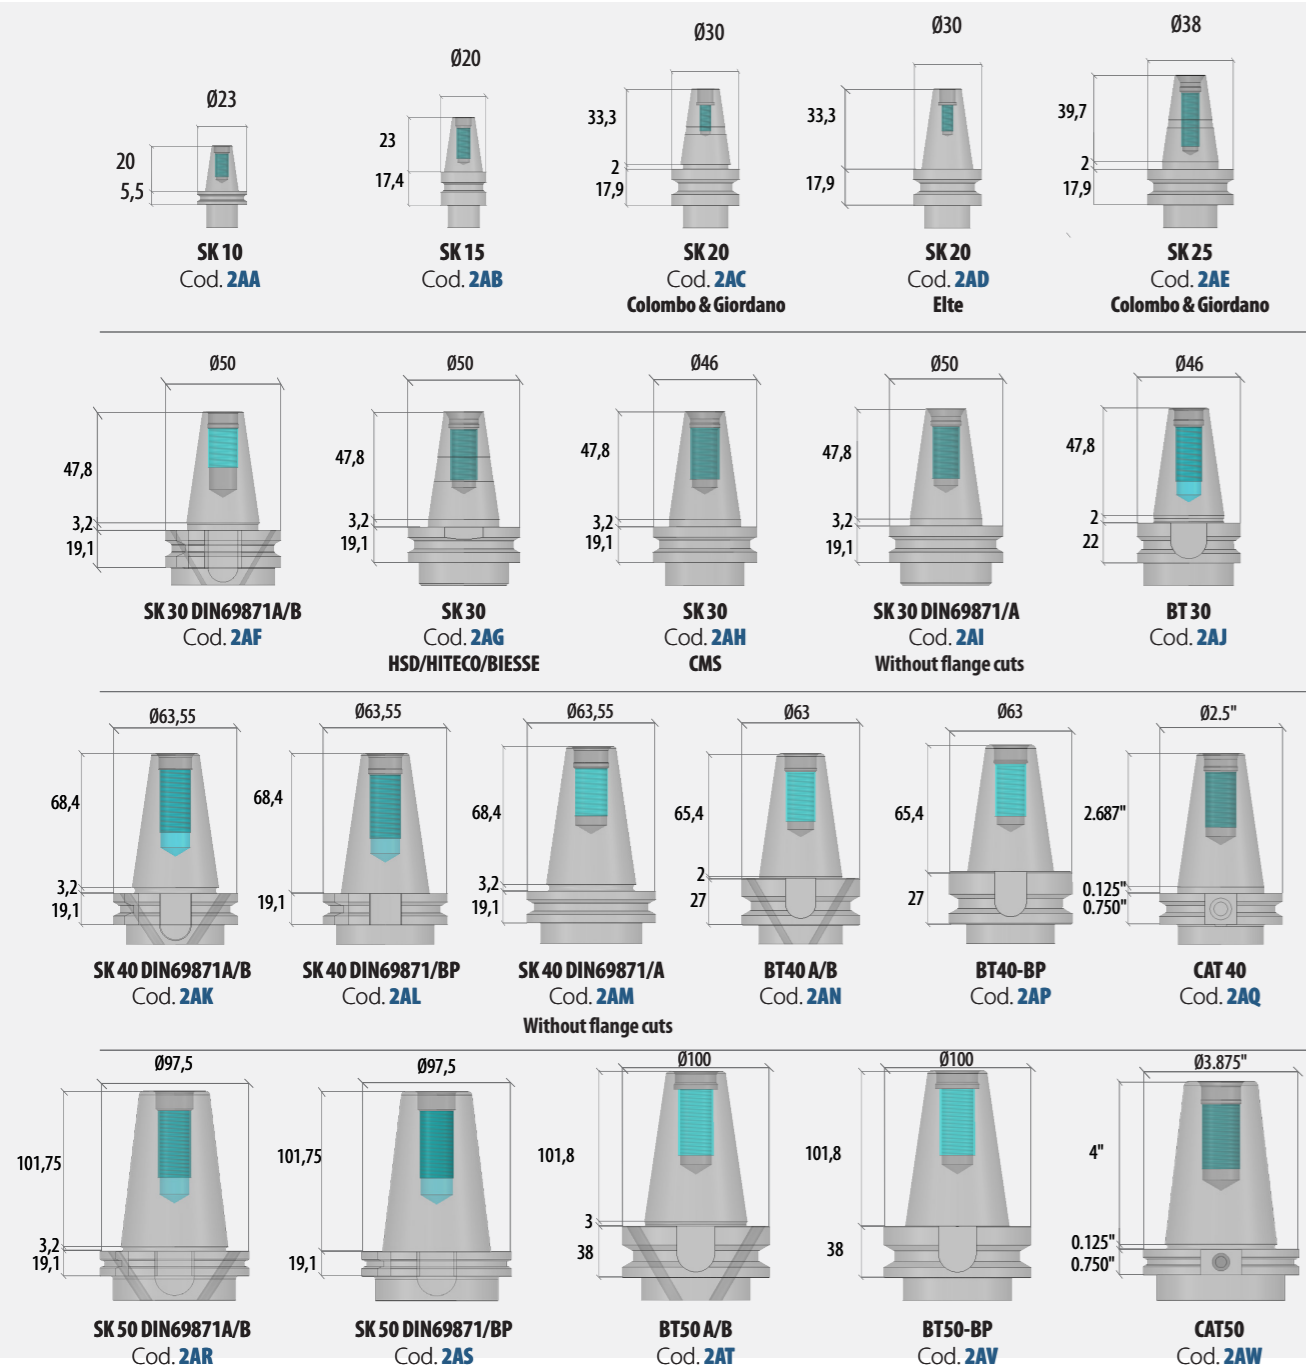 Ø23
20
5,5
SK 10
Cod. 2AA
Ø20
23
17,4
SK 15
Cod. 2AB
Ø30
33,3
2
17,9
SK 20
Cod. 2AC
Colombo & Giordano
Ø30
33,3
17,9
SK 20
Cod. 2AD
Elte
Ø38
39,7
2
17,9
SK 25
Cod. 2AE
Colombo & Giordano
Ø50
47,8
3,2
19,1
SK 30 DIN69871A/B
Cod. 2AF
Ø50
47,8
3,2
19,1
SK 30
Cod. 2AG
HSD/HITECO/BIESSE
Ø46
47,8
3,2
19,1
SK 30
Cod. 2AH
CMS
Ø50
47,8
3,2
19,1
SK 30 DIN69871/A
Cod. 2AI
Without flange cuts
Ø46
47,8
2
22
BT 30
Cod. 2AJ
Ø63,55
68,4
3,2
19,1
SK 40 DIN69871A/B
Cod. 2AK
Ø63,55
68,4
19,1
SK 40 DIN69871/BP
Cod. 2AL
Ø63,55
68,4
3,2
19,1
SK 40 DIN69871/A
Cod. 2AM
Without flange cuts
Ø63
65,4
2
27
BT40 A/B
Cod. 2AN
Ø63
65,4
27
BT40-BP
Cod. 2AP
Ø2.5"
2.687"
0.125"
0.750"
CAT 40
Cod. 2AQ
Ø97,5
101,75
3,2
19,1
SK 50 DIN69871A/B
Cod. 2AR
Ø97,5
101,75
19,1
SK 50 DIN69871/BP
Cod. 2AS
Ø100
101,8
3
38
BT50 A/B
Cod. 2AT
Ø100
101,8
38
BT50-BP
Cod. 2AV
Ø3.875"
4"
0.125"
0.750"
CAT50
Cod. 2AW